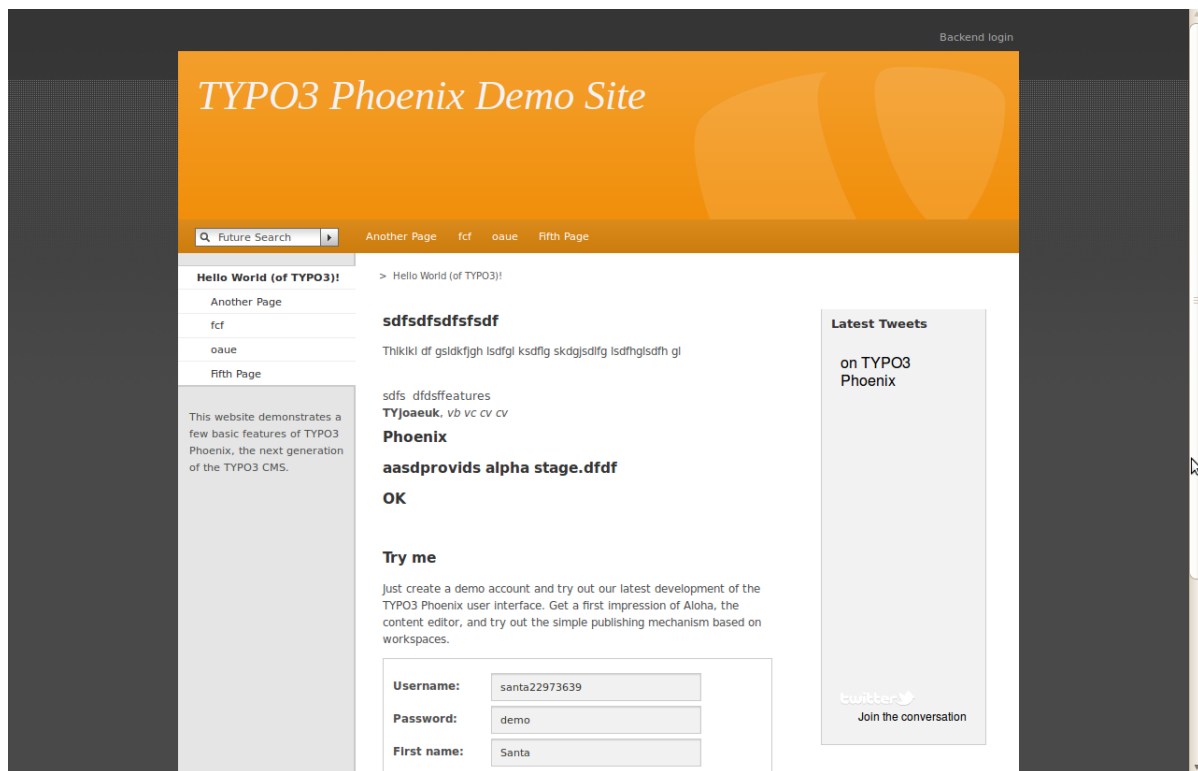 Backend login
TYPO3 Phoenix Demo Site
Future Search
Another Page fcf oaue Fifth Page
Hello World (of TYPO3)!
Another Page
fcf
oaue
Fifth Page
This website demonstrates a
few basic features of TYPO3
Phoenix, the next generation
of the TYPO3 CMS.
> Hello World (of TYPO3)!
sdfsdfsdfsfsdf
Thlklkl df gsldkfjgh lsdfgl ksdflg skdgjsdlfg lsdfhglsdfh gl
sdfs dfdsffeatures
TYjoaeuk, vb vc cv cv
Phoenix
aasdprovids alpha stage.dfdf
OK
Try me
Just create a demo account and try out our latest development of the
TYPO3 Phoenix user interface. Get a first impression of Aloha, the
content editor, and try out the simple publishing mechanism based on
workspaces.
Username: santa22973639
Password: demo
First name: Santa
Latest Tweets
on TYPO3
Phoenix
twitter
Join the conversation